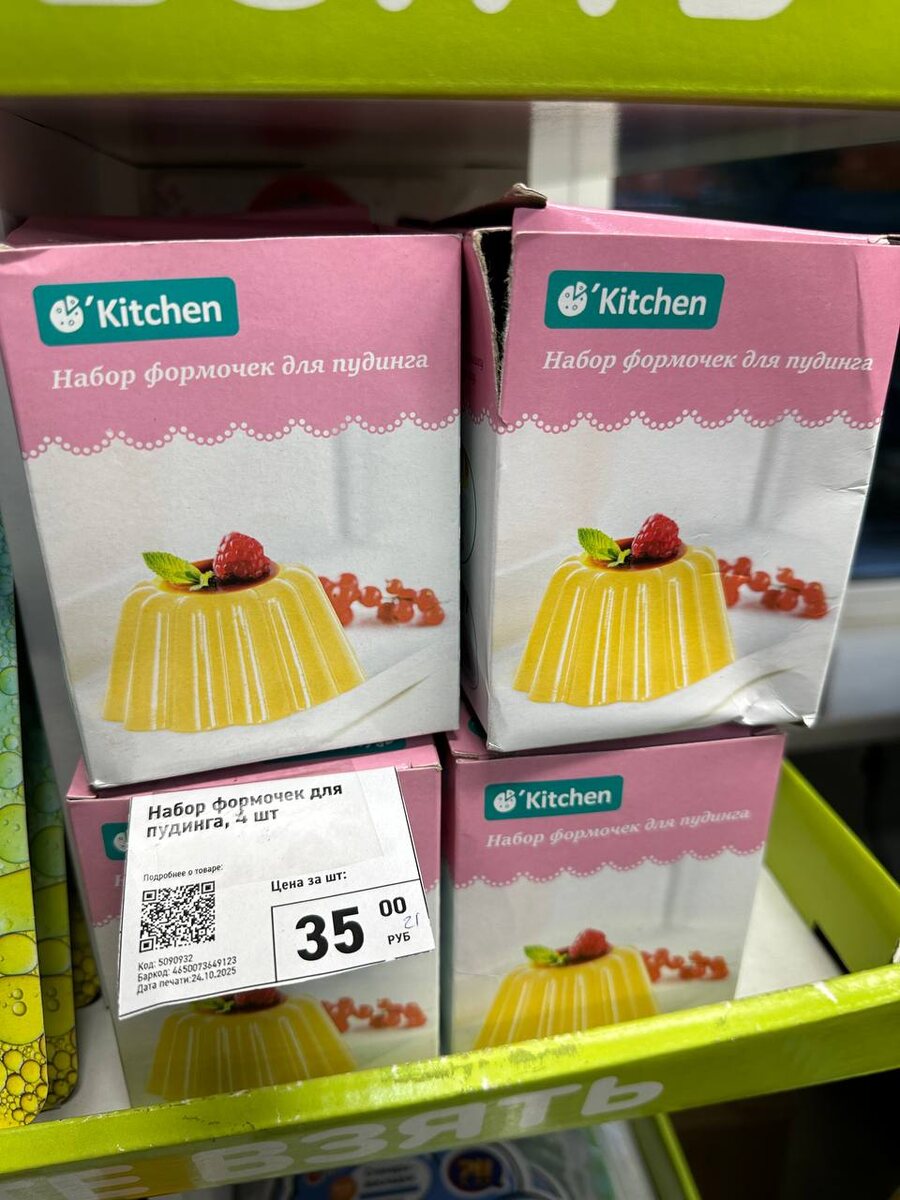 'Kitchen
Набор формочек для пудинга
'Kitchen
Набор формочек для пудинга
'Kitchen
Набор формочек для пудинга
Набор формочек для
пудинга, 4 шт
Подробнее о товаре:
Цена за шт:
35 00
21
РУБ
Код: 5090932
Баркод: 4650073649123
Дата печати:24.10.2025
Е ВЗЯТЬ